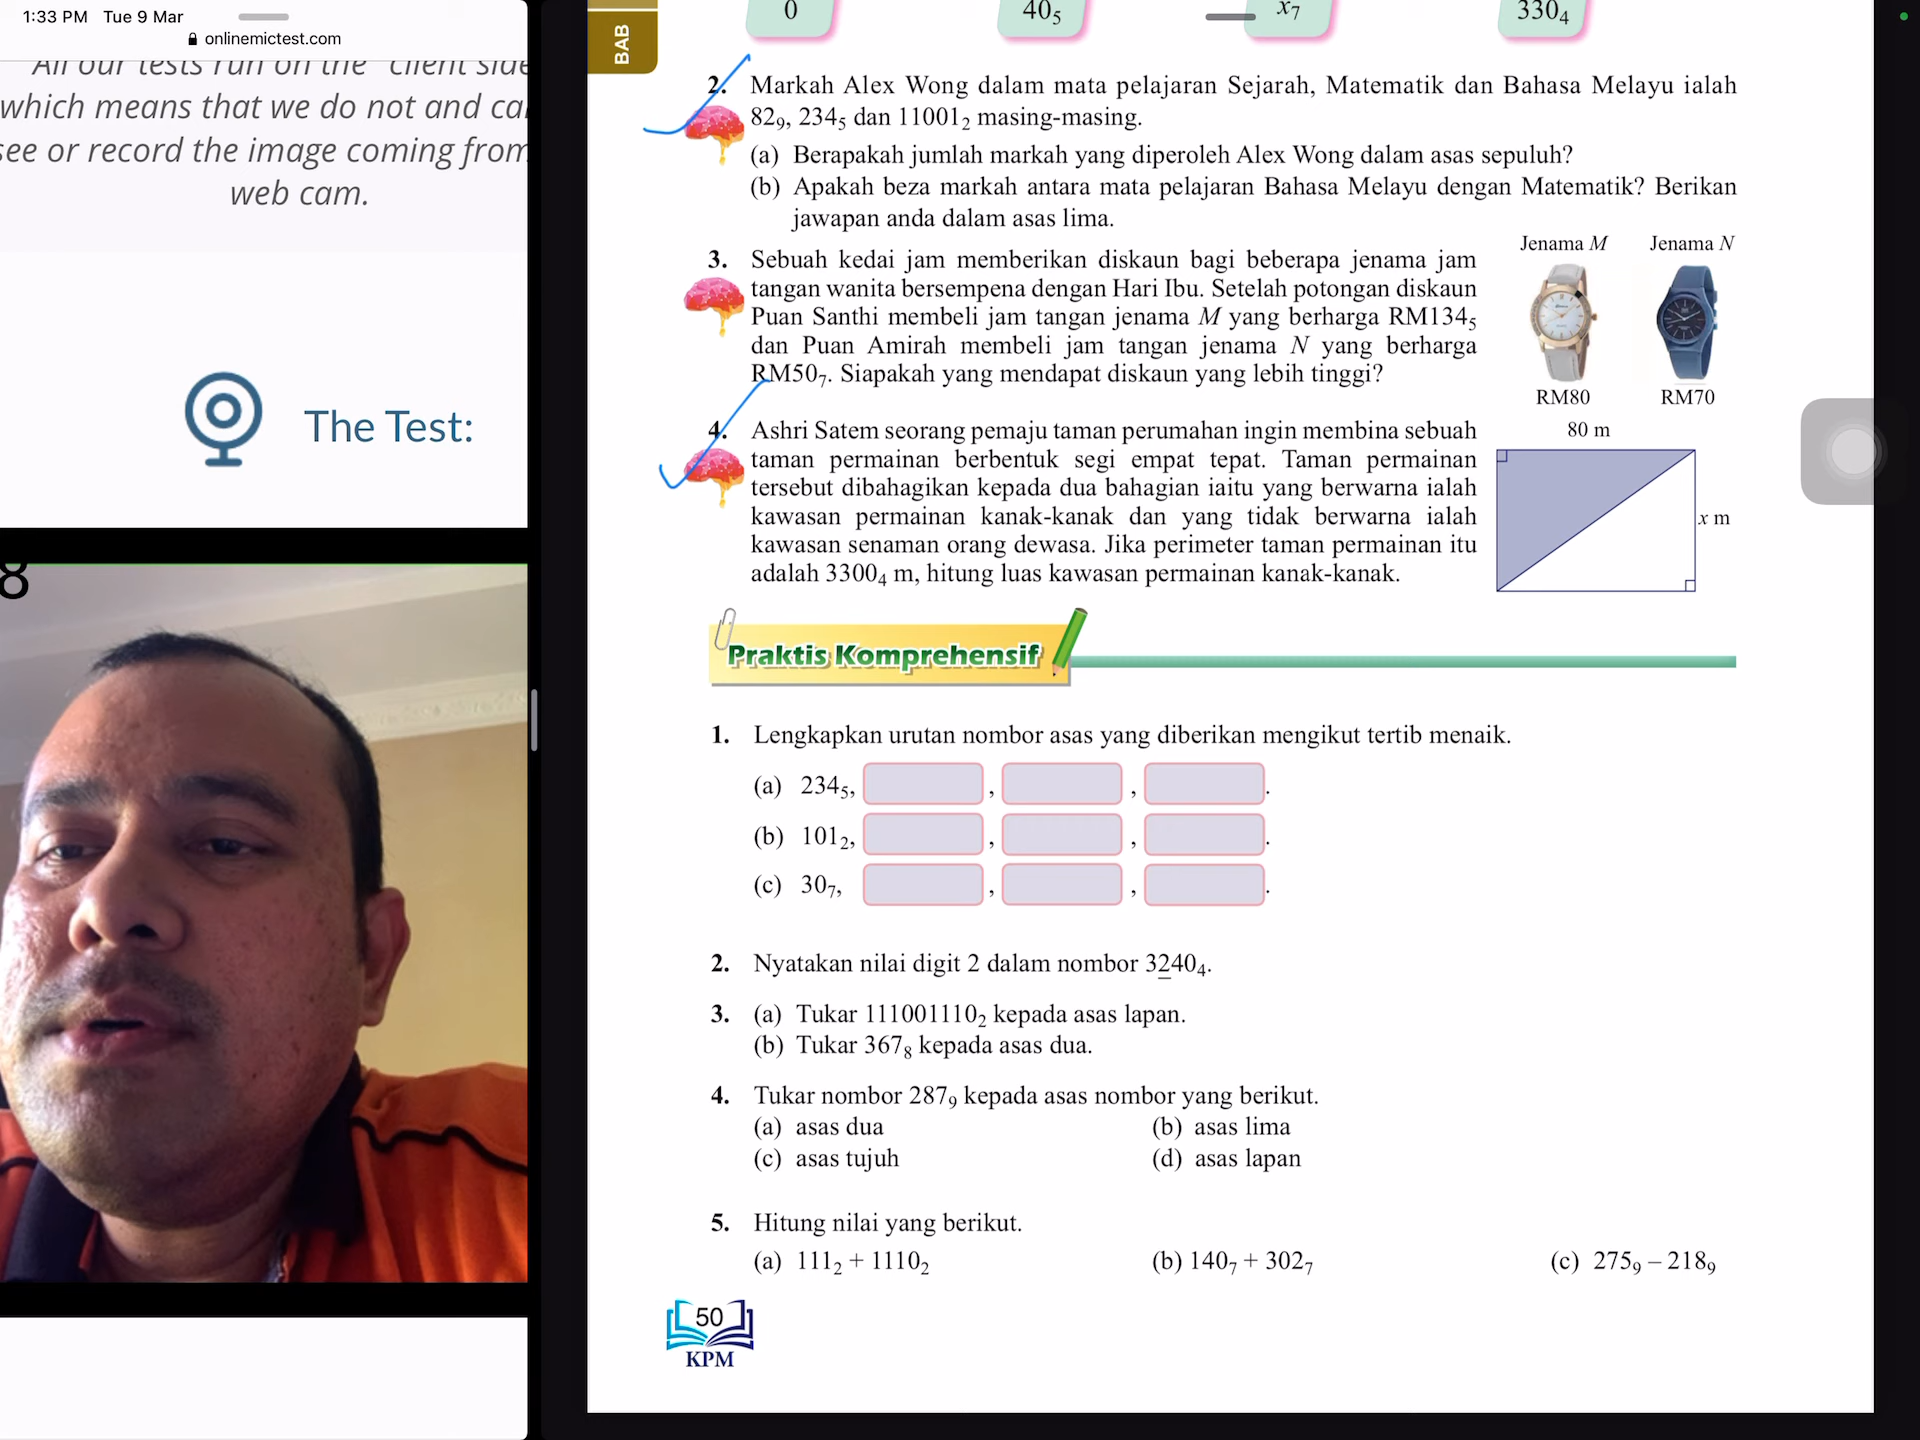 1:33 PM Tue 9 Mar
onlinemictest.com
All our tests run on the "client side
which means that we do not and ca
see or record the image coming from
web cam.
The Test:
8
BAB
0 40₅ x₇ 330₄
2. Markah Alex Wong dalam mata pelajaran Sejarah, Matematik dan Bahasa Melayu ialah
82₉, 234₅ dan 11001₂ masing-masing.
(a) Berapakah jumlah markah yang diperoleh Alex Wong dalam asas sepuluh?
(b) Apakah beza markah antara mata pelajaran Bahasa Melayu dengan Matematik? Berikan
jawapan anda dalam asas lima.
3. Sebuah kedai jam memberikan diskaun bagi beberapa jenama jam
tangan wanita bersempena dengan Hari Ibu. Setelah potongan diskaun
Puan Santhi membeli jam tangan jenama M yang berharga RM134₅
dan Puan Amirah membeli jam tangan jenama N yang berharga
RM50₇. Siapakah yang mendapat diskaun yang lebih tinggi?
Jenama M Jenama N
RM80 RM70
4. Ashri Satem seorang pemaju taman perumahan ingin membina sebuah
taman permainan berbentuk segi empat tepat. Taman permainan
tersebut dibahagikan kepada dua bahagian iaitu yang berwarna ialah
kawasan permainan kanak-kanak dan yang tidak berwarna ialah
kawasan senaman orang dewasa. Jika perimeter taman permainan itu
adalah 3300₄ m, hitung luas kawasan permainan kanak-kanak.
80 m
x m
Praktis Komprehensif
1. Lengkapkan urutan nombor asas yang diberikan mengikut tertib menaik.
(a) 234₅, , , .
(b) 101₂, , , .
(c) 30₇, , , .
2. Nyatakan nilai digit 2 dalam nombor 3240₄.
3. (a) Tukar 111001110₂ kepada asas lapan.
(b) Tukar 367₈ kepada asas dua.
4. Tukar nombor 287₉ kepada asas nombor yang berikut.
(a) asas dua (b) asas lima
(c) asas tujuh (d) asas lapan
5. Hitung nilai yang berikut.
(a) 111₂ + 1110₂ (b) 140₇ + 302₇ (c) 275₉ – 218₉
50
KPM